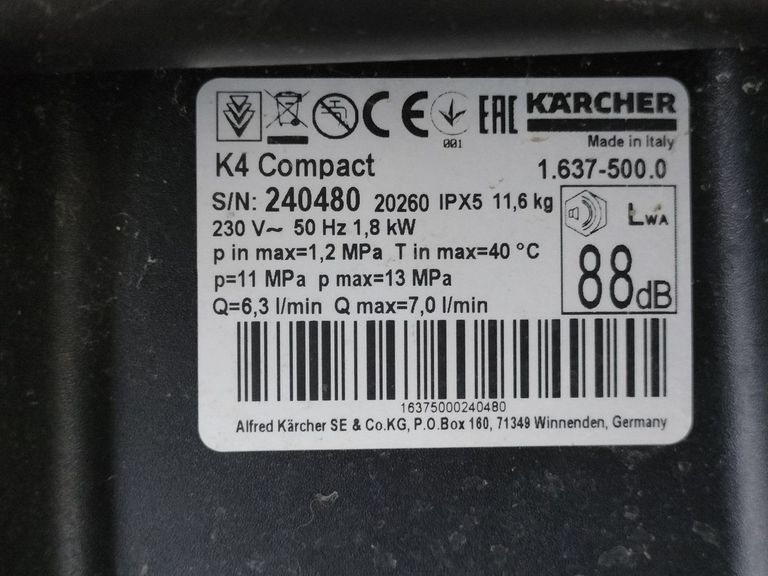 CE 001 EAC KÄRCHER
Made in Italy
K4 Compact 1.637-500.0
S/N: 240480 20260 IPX5 11,6 kg
230 V~ 50 Hz 1,8 kW
LWA
p in max=1,2 MPa T in max=40 °C
p=11 MPa p max=13 MPa
88dB
Q=6,3 l/min Q max=7,0 l/min
16375000240480
Alfred Kärcher SE & Co.KG, P.O.Box 160, 71349 Winnenden, Germany